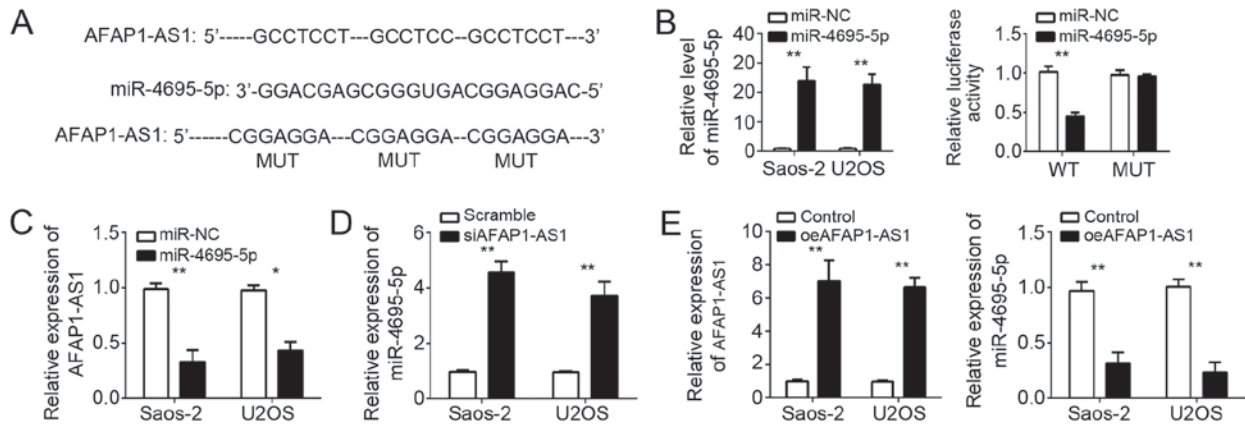 A
AFAP1-AS1: 5’-----GCCTCCT---GCCTCC--GCCTCCT---3’
miR-4695-5p: 3’-GGACGAGCGGGUGACGGAGGAC-5’
AFAP1-AS1: 5’------CGGAGGA---CGGAGGA--CGGAGGA---3’
MUT MUT MUT
B
miR-NC
miR-4695-5p
Relative level
of miR-4695-5p
20
20
10
0
**
**
Saos-2 U2OS
miR-NC
miR-4695-5p
Relative luciferase
activity
1.5
1.0
0.5
0.0
**
WT MUT
C
Relative expression of
AFAP1-AS1
1.5
1.0
0.5
0.0
miR-NC
miR-4695-5p
**
*
Saos-2 U2OS
D
Scramble
siAFAP1-AS1
Relative expression of
miR-4695-5p
6
4
2
0
**
**
Saos-2 U2OS
E
Control
oeAFAP1-AS1
Relative expression
of AFAP1-AS1
10
8
6
4
2
0
**
**
Saos-2 U2OS
Control
oeAFAP1-AS1
Relative expression of
miR-4695-5p
1.5
1.0
0.5
0.0
**
**
Saos-2 U2OS